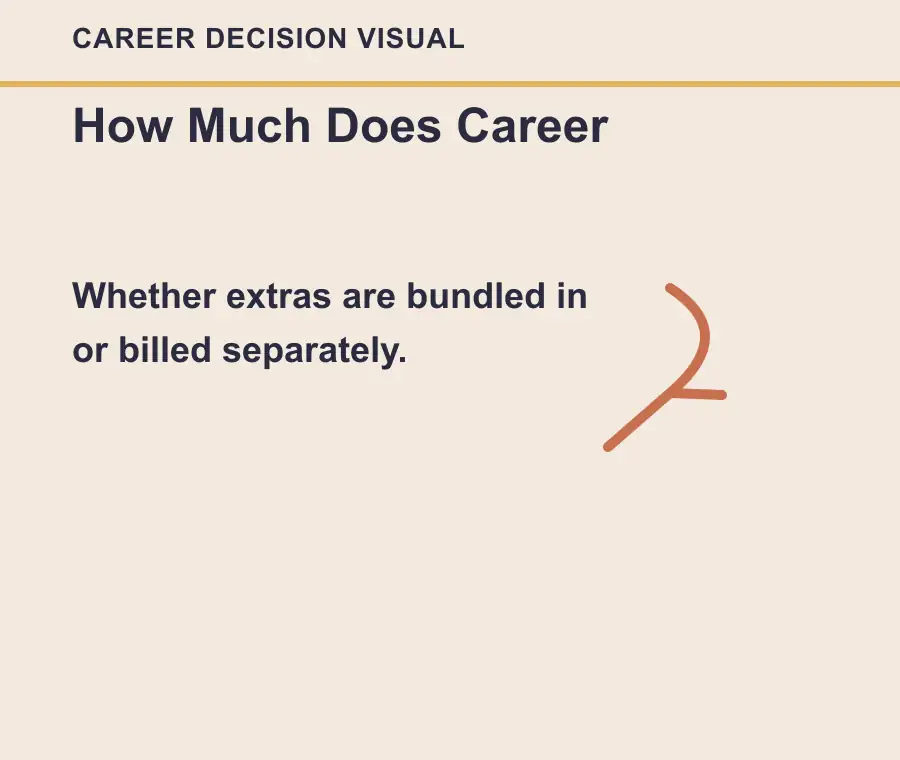 CAREER DECISION VISUAL
How Much Does Career
Whether extras are bundled in
or billed separately.